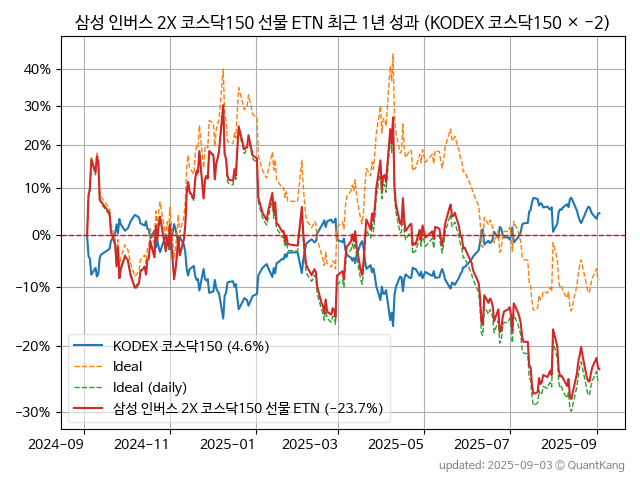 삼성 인버스 2X 코스닥150 선물 ETN 최근 1년 성과 (KODEX 코스닥150 × −2)
40%
30%
20%
10%
0%
−10%
−20%
−30%
KODEX 코스닥150 (4.6%)
Ideal
Ideal (daily)
삼성 인버스 2X 코스닥150 선물 ETN (−23.7%)
2024-09 2024-11 2025-01 2025-03 2025-05 2025-07 2025-09
updated: 2025-09-03 © QuantKang